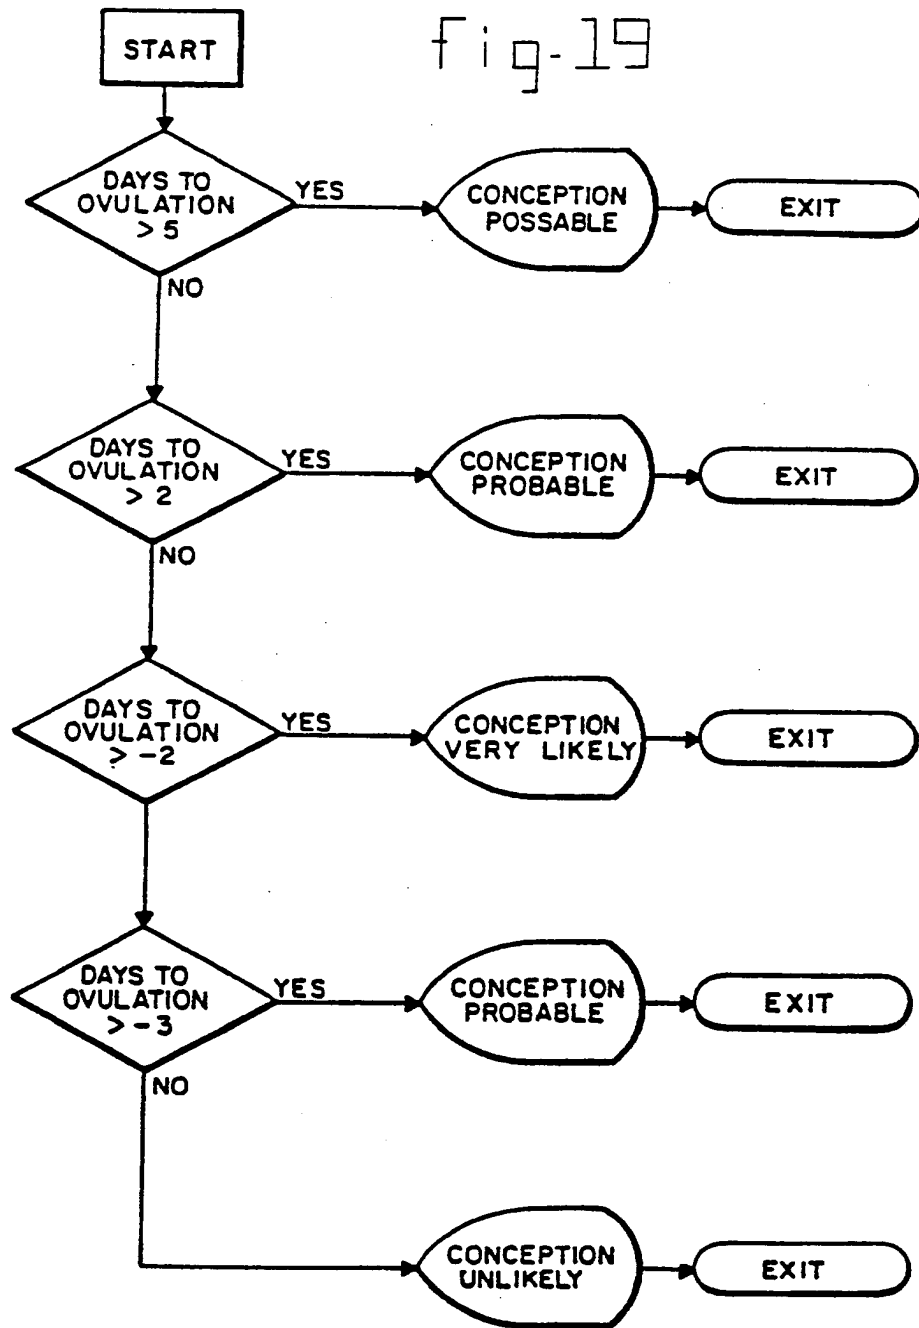 fig-19
START
DAYS TO
OVULATION
> 5
YES
CONCEPTION
POSSABLE
EXIT
NO
DAYS TO
OVULATION
> 2
YES
CONCEPTION
PROBABLE
EXIT
NO
DAYS TO
OVULATION
> -2
YES
CONCEPTION
VERY LIKELY
EXIT
DAYS TO
OVULATION
> -3
YES
CONCEPTION
PROBABLE
EXIT
NO
CONCEPTION
UNLIKELY
EXIT